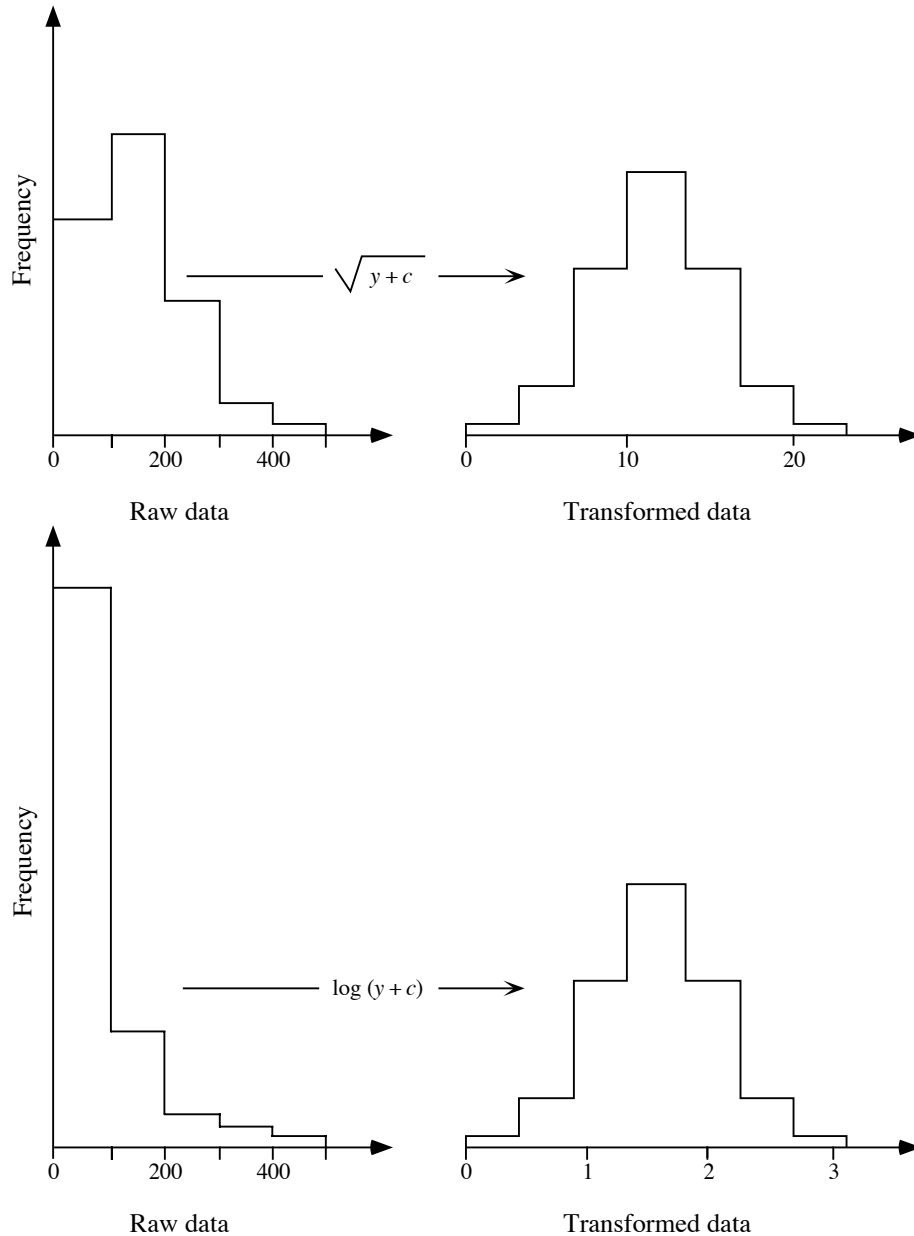 Frequency
√y + c
0 200 400
0 10 20
Raw data
Transformed data
Frequency
log (y + c)
0 200 400
0 1 2 3
Raw data
Transformed data